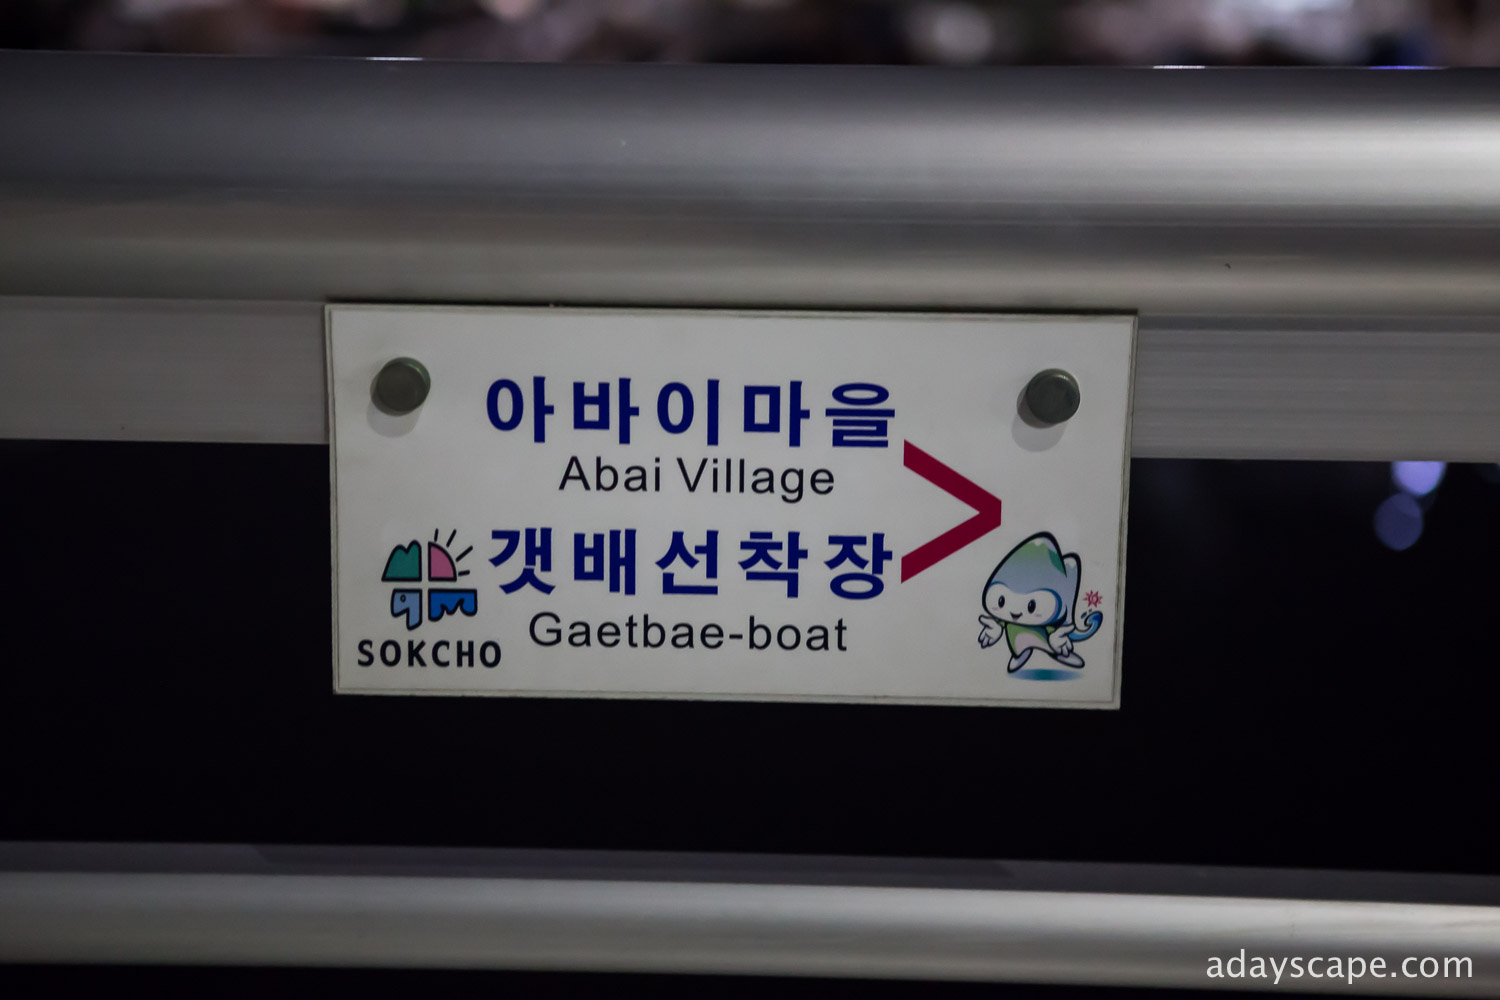 아바이마을
Abai Village
갯배선착장
Gaetbae-boat
>
SOKCHO
adayscape.com